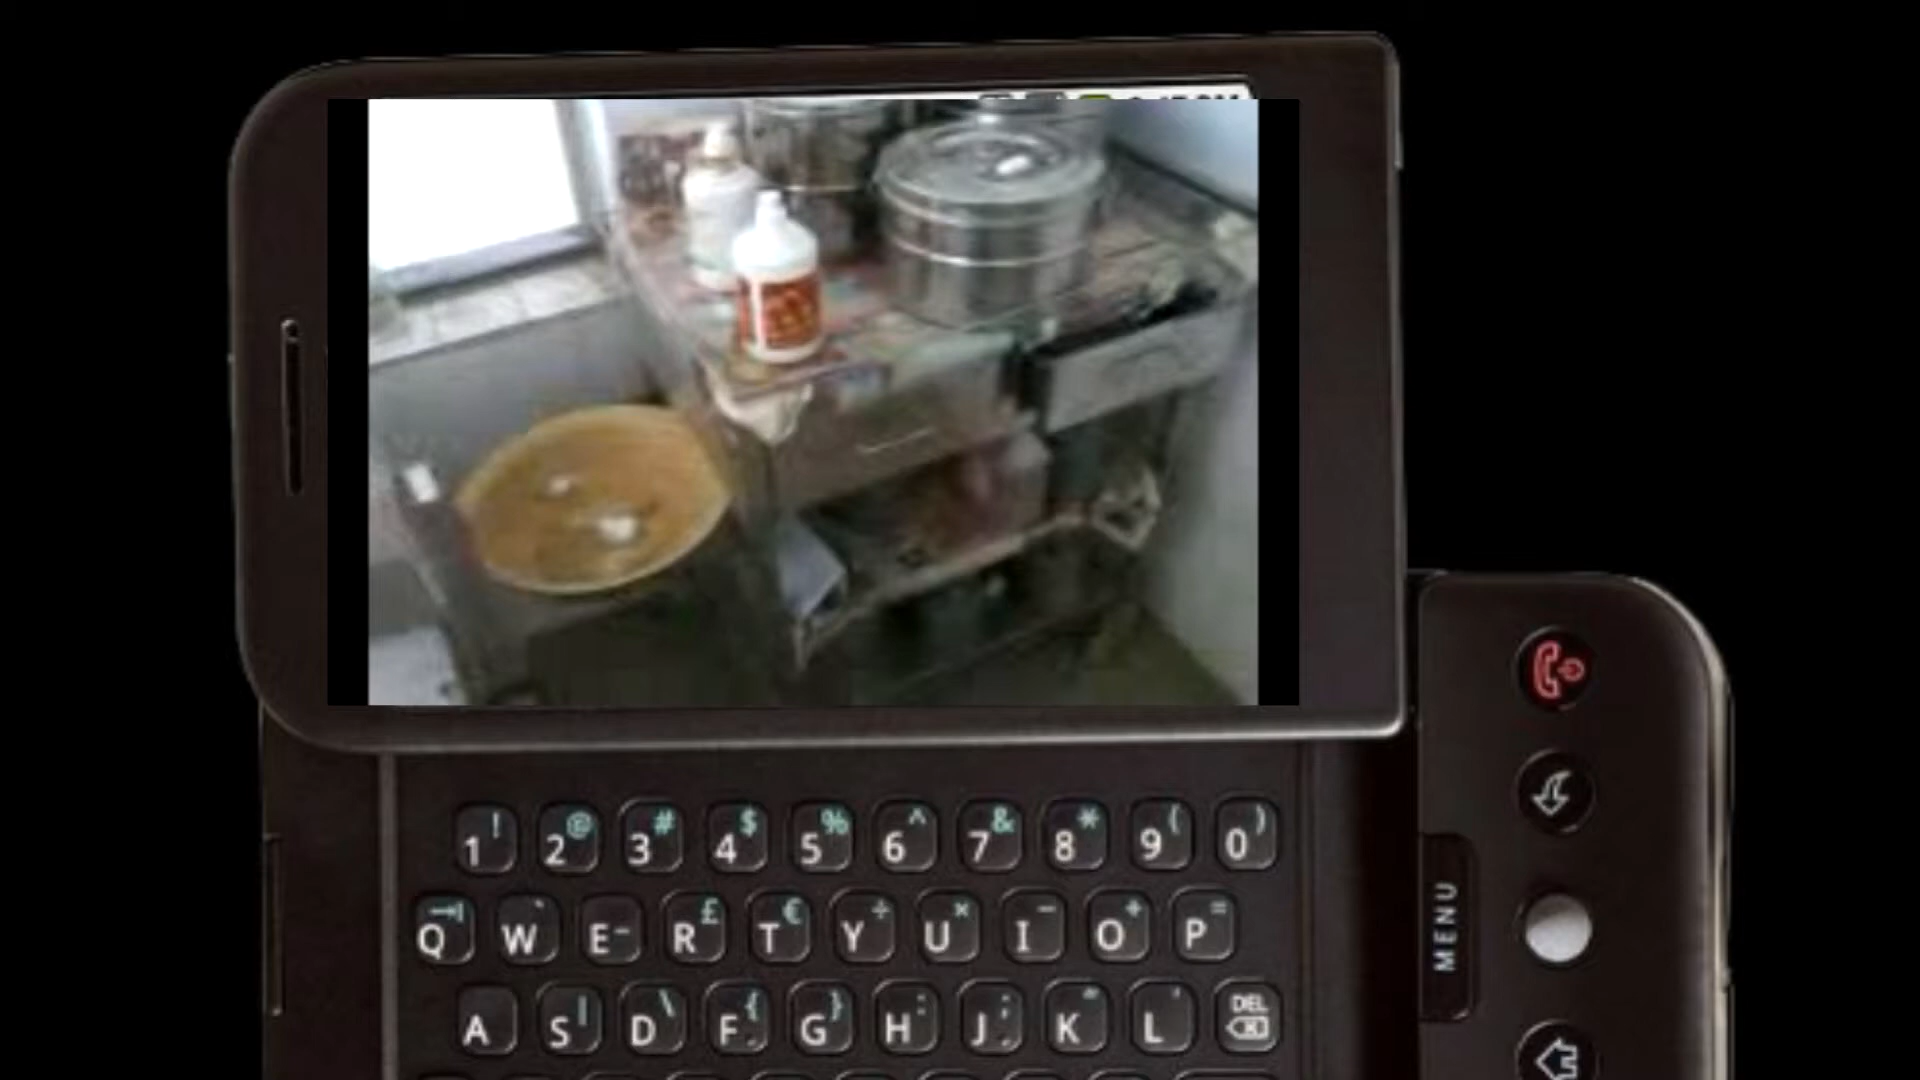 1 ! 2 @ 3 # 4 $ 5 % 6 ^ 7 & 8 * 9 ( 0 )
Q W ` E - R £ T € Y ÷ U × I - O + P =
A S | D \ F { G } H : J ; K " L ' DEL
MENU